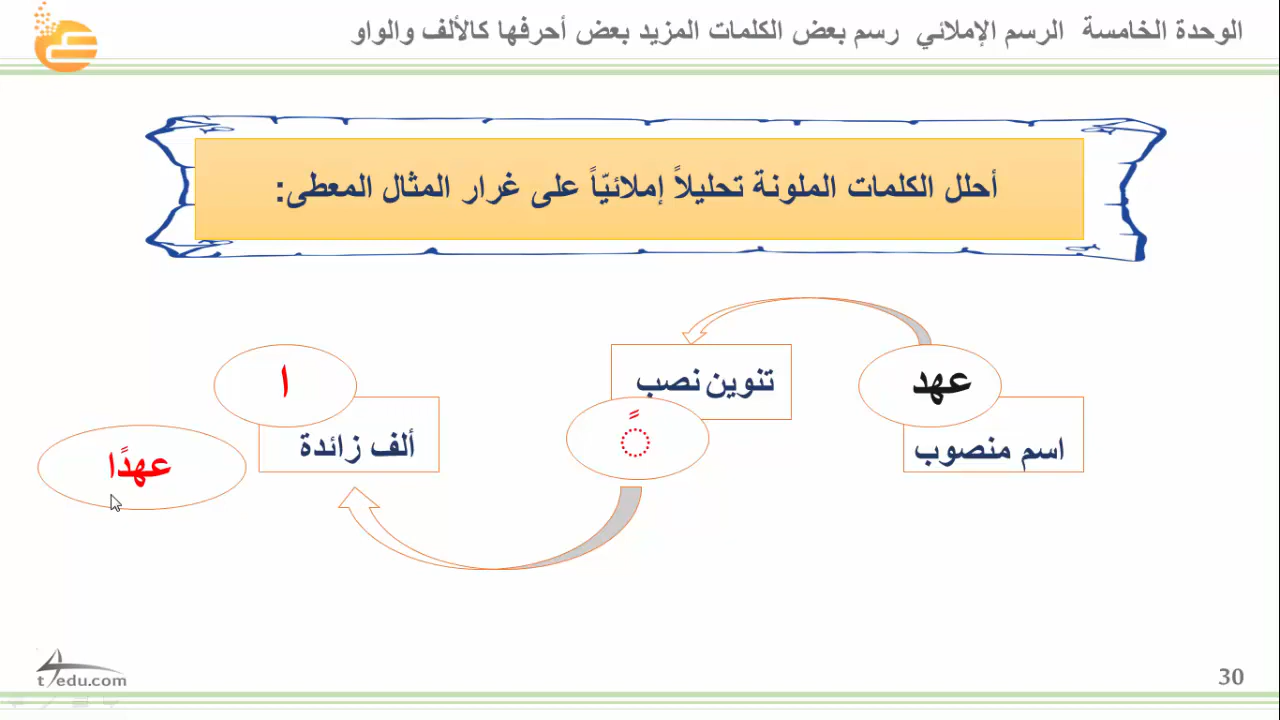 الوحدة الخامسة الرسم الإملائي رسم بعض الكلمات المزيد بعض أحرفها كالألف والواو
أحلل الكلمات الملونة تحليلاً إملائيّاً على غرار المثال المعطى:
عهد
اسم منصوب
تنوين نصب
ً
ا
ألف زائدة
عهدًا
t4edu.com
30